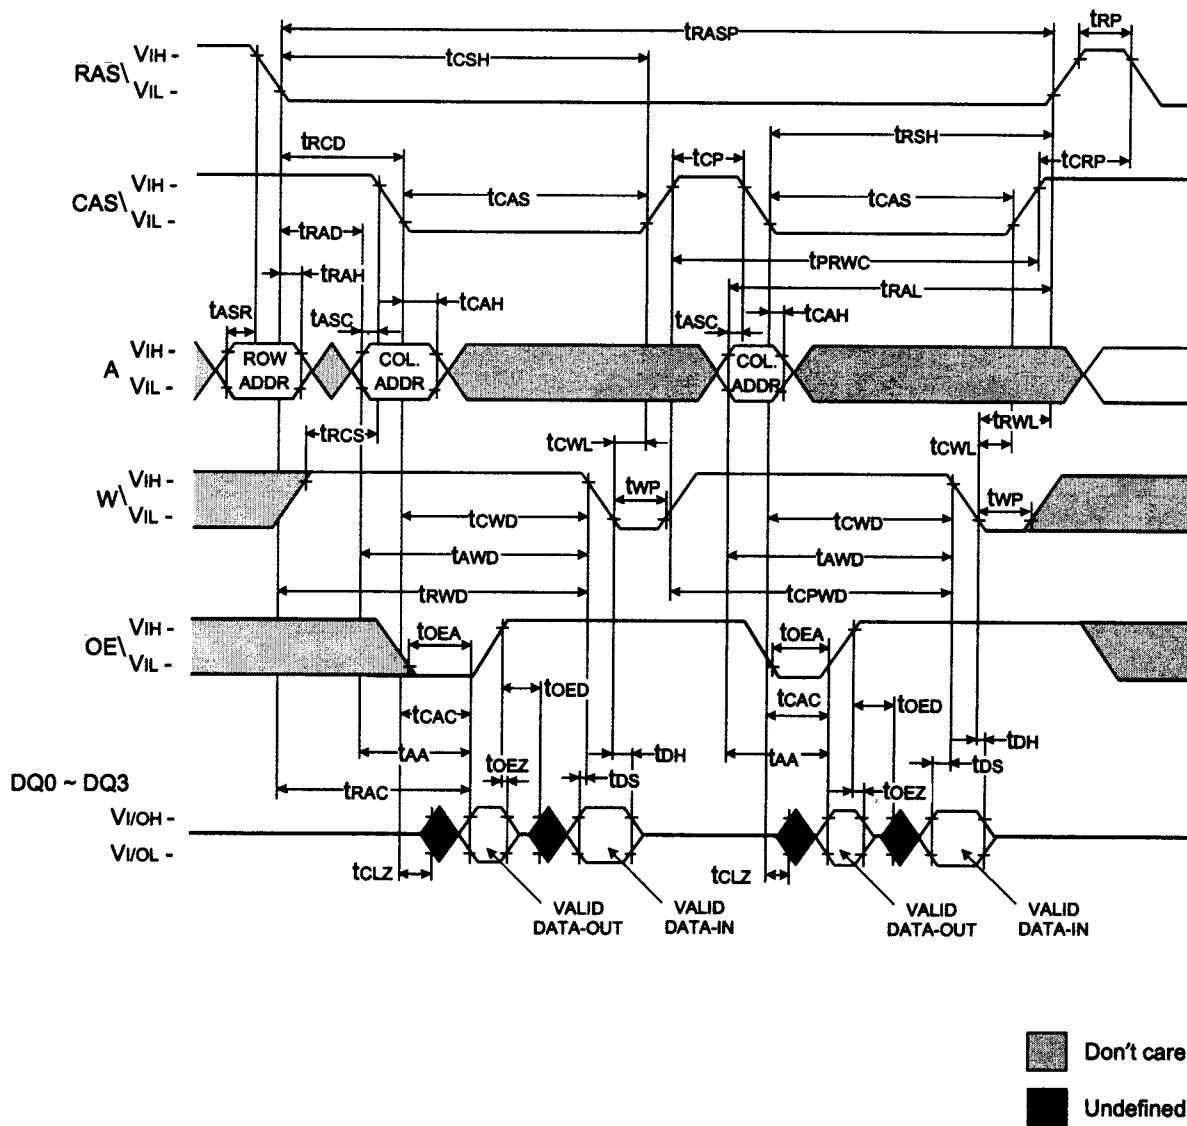 tRASP
tRP
VIH -
RAS\
VIL -
tCSH
tRCD
tRSH
tCP
tCRP
VIH -
CAS\
VIL -
tCAS
tCAS
tRAD
tRAH
tPRWC
tRAL
tASR
tASC
tCAH
tASC
tCAH
VIH -
A
VIL -
ROW
ADDR
COL.
ADDR
COL.
ADDR
tRCS
tCWL
tRWL
tCWL
VIH -
W\
VIL -
tWP
tWP
tCWD
tCWD
tAWD
tAWD
tRWD
tCPWD
VIH -
OE\
VIL -
tOEA
tOEA
tOED
tOED
tCAC
tCAC
tAA
tOEZ
tDH
tDS
tAA
tOEZ
tDH
tDS
tRAC
DQ0 ~ DQ3
VI/OH -
VI/OL -
tCLZ
tCLZ
VALID
DATA-OUT
VALID
DATA-IN
VALID
DATA-OUT
VALID
DATA-IN
Don't care
Undefined